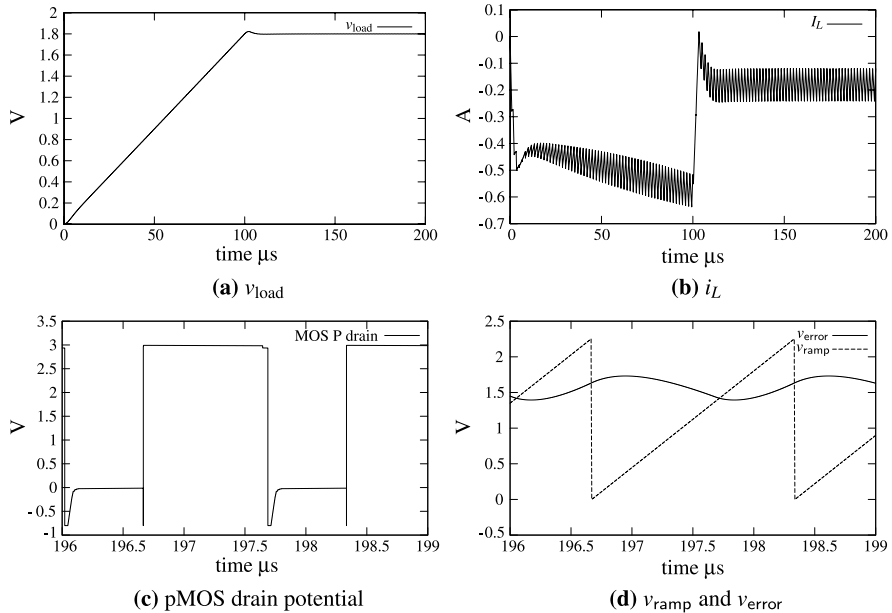 2
1.8
1.6
1.4
1.2
1
0.8
0.6
0.4
0.2
0
V
v_load
0 50 100 150 200
time μs
(a) v_load
0.1
0
-0.1
-0.2
-0.3
-0.4
-0.5
-0.6
-0.7
A
I_L
0 50 100 150 200
time μs
(b) i_L
3.5
3
2.5
2
1.5
1
0.5
0
-0.5
-1
V
MOS P drain
196 196.5 197 197.5 198 198.5 199
time μs
(c) pMOS drain potential
2.5
2
1.5
1
0.5
0
-0.5
V
v_error
v_ramp
196 196.5 197 197.5 198 198.5 199
time μs
(d) v_ramp and v_error